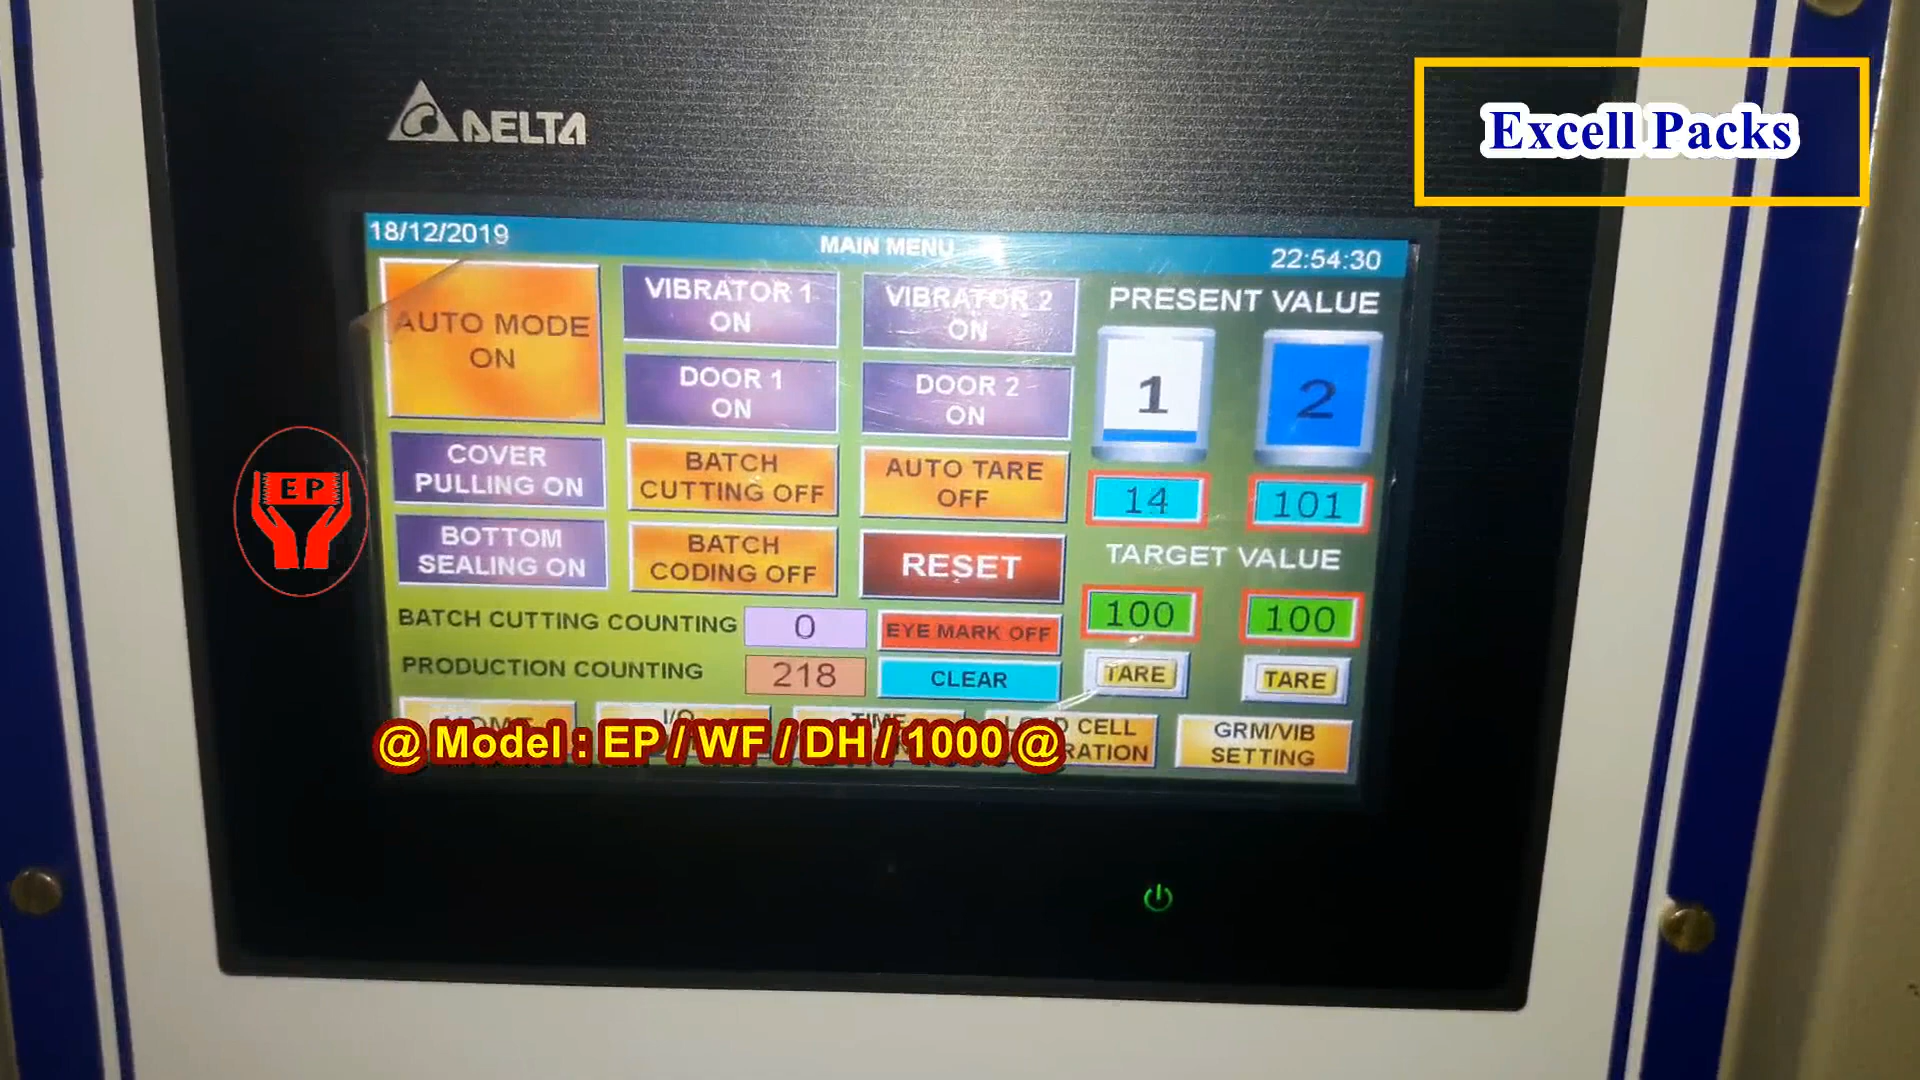 DELTA
Excell Packs
18/12/2019
MAIN MENU
22:54:30
AUTO MODE
ON
VIBRATOR 1
ON
VIBRATOR 2
ON
PRESENT VALUE
DOOR 1
ON
DOOR 2
ON
1
2
COVER
PULLING ON
BATCH
CUTTING OFF
AUTO TARE
OFF
14
101
EP
BOTTOM
SEALING ON
BATCH
CODING OFF
RESET
TARGET VALUE
100
100
BATCH CUTTING COUNTING
0
EYE MARK OFF
PRODUCTION COUNTING
218
CLEAR
TARE
TARE
I/O
TIME
CELL
GRM/VIB
SETTING
@ Model : EP / WF / DH / 1000 @